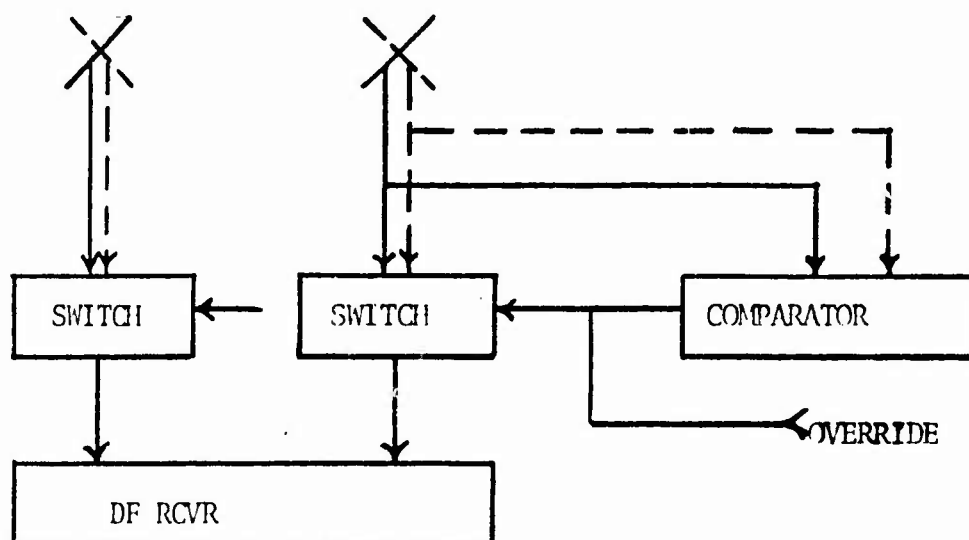 SWITCH
SWITCH
COMPARATOR
OVERRIDE
DF RCVR